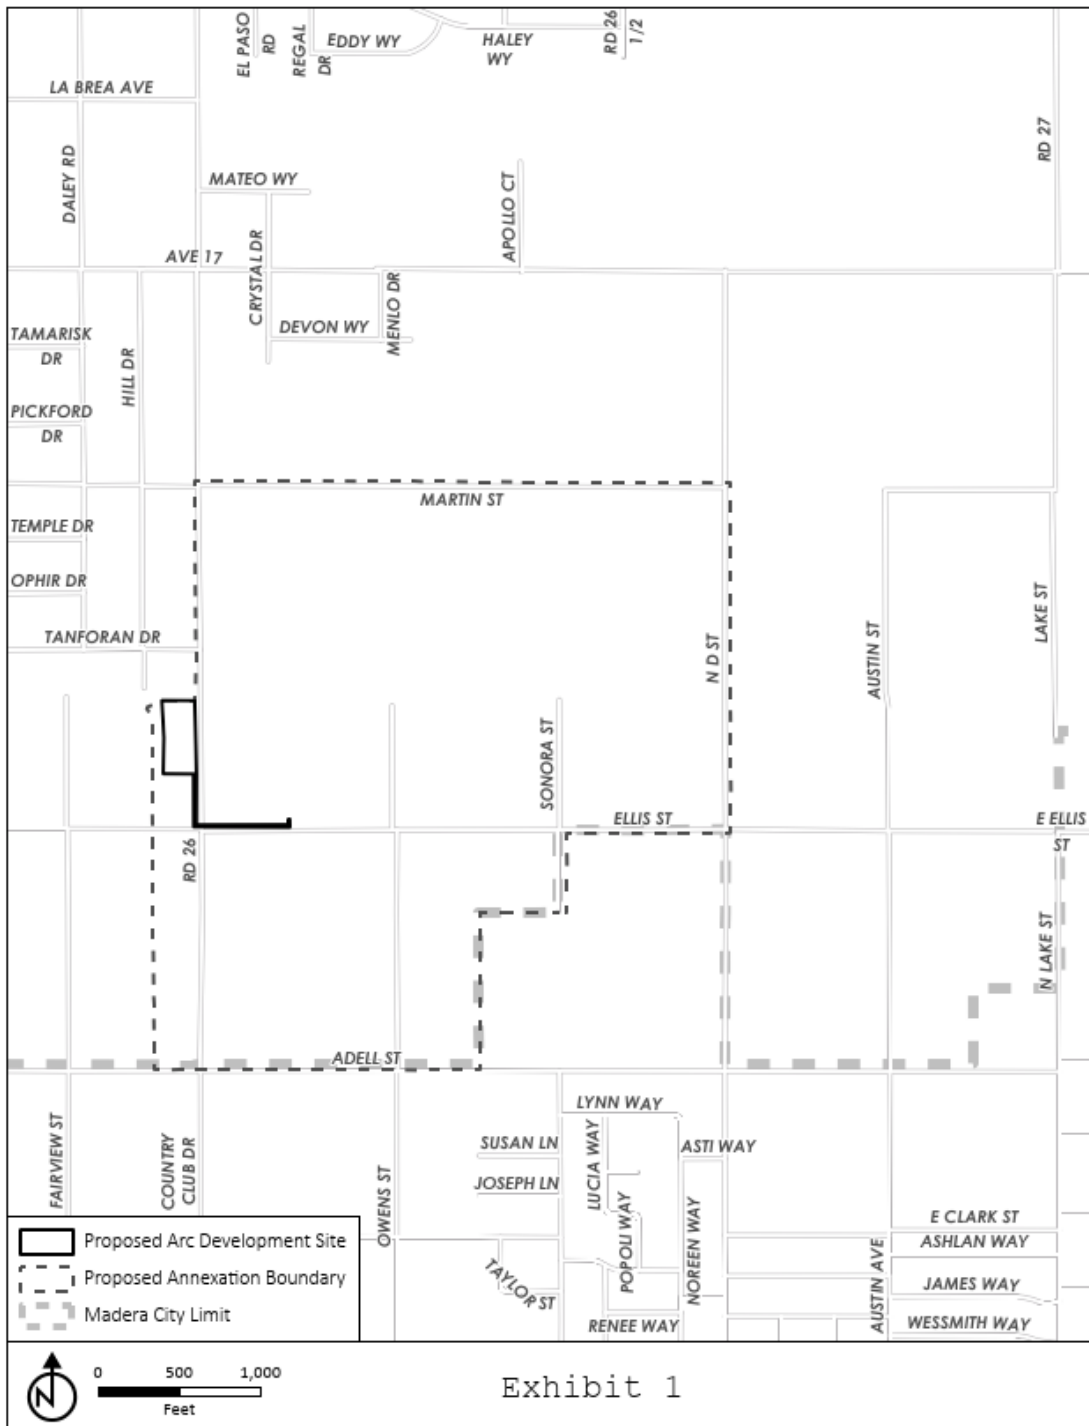 EL PASO
RD
REGAL
DR
EDDY WY
HALEY
WY
RD 26
1/2
LA BREA AVE
DALEY RD
RD 27
MATEO WY
APOLLO CT
AVE 17
CRYSTAL DR
MENLO DR
DEVON WY
TAMARISK
DR
HILL DR
PICKFORD
DR
MARTIN ST
TEMPLE DR
OPHIR DR
TANFORAN DR
N D ST
AUSTIN ST
LAKE ST
SONORA ST
ELLIS ST
E ELLIS
ST
RD 26
N LAKE ST
ADELL ST
FAIRVIEW ST
COUNTRY
CLUB DR
OWENS ST
LYNN WAY
SUSAN LN
LUCIA WAY
ASTI WAY
JOSEPH LN
POPOLI WAY
NOREEN WAY
E CLARK ST
ASHLAN WAY
TAYLOR ST
AUSTIN AVE
JAMES WAY
RENEE WAY
WESSMITH WAY
Proposed Arc Development Site
Proposed Annexation Boundary
Madera City Limit
N
0 500 1,000
Feet
Exhibit 1